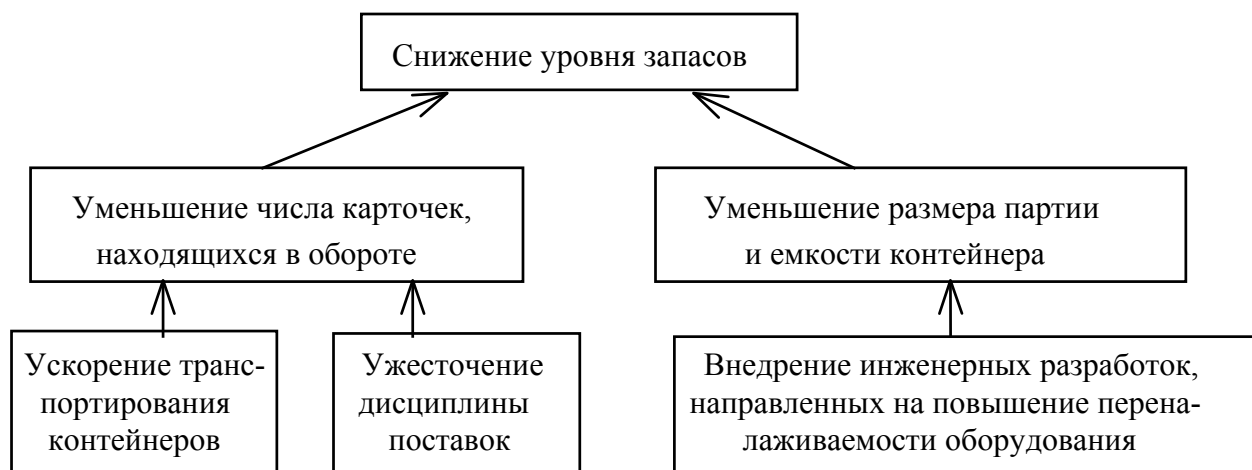 Снижение уровня запасов
Уменьшение числа карточек,
находящихся в обороте
Уменьшение размера партии
и емкости контейнера
Ускорение транс-
портирования
контейнеров
Ужесточение
дисциплины
поставок
Внедрение инженерных разработок,
направленных на повышение перена-
лаживаемости оборудования